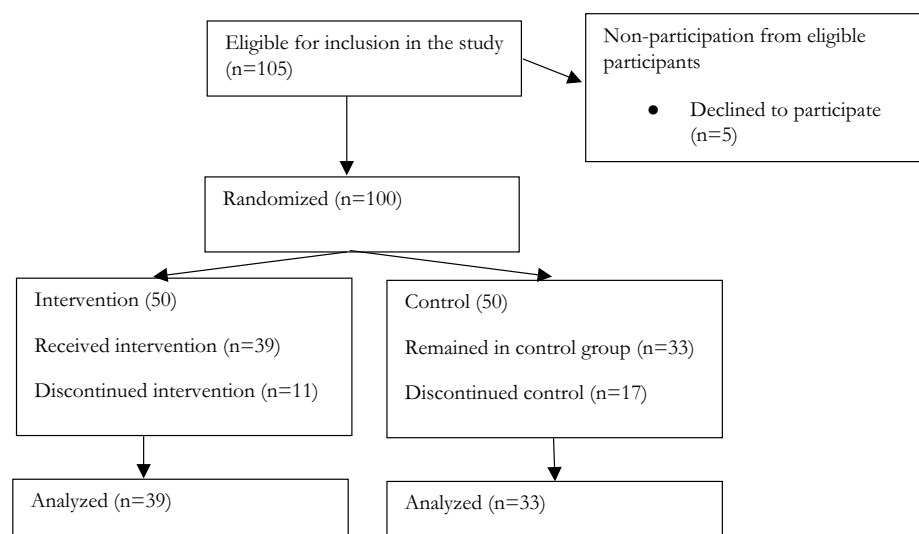 Eligible for inclusion in the study
(n=105)
Non-participation from eligible
participants
● Declined to participate
(n=5)
Randomized (n=100)
Intervention (50)
Received intervention (n=39)
Discontinued intervention (n=11)
Control (50)
Remained in control group (n=33)
Discontinued control (n=17)
Analyzed (n=39)
Analyzed (n=33)